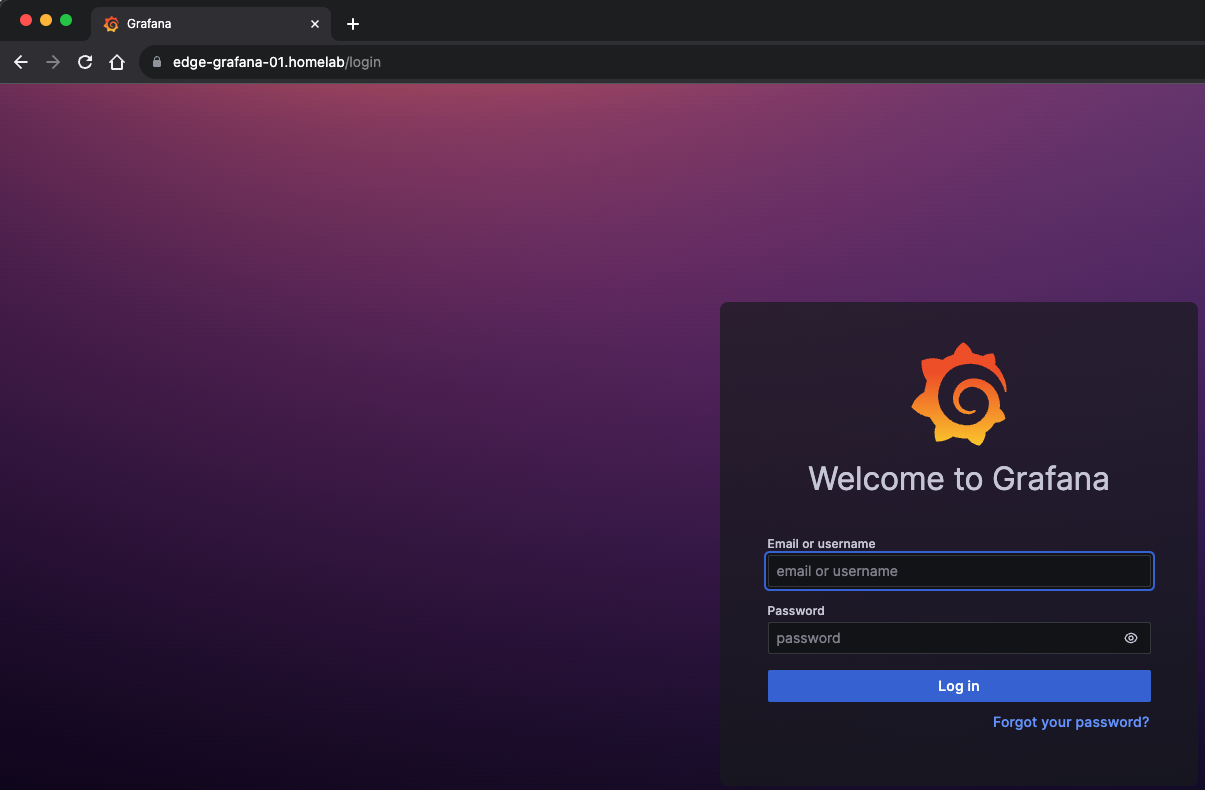 Grafana
edge-grafana-01.homelab/login
Welcome to Grafana
Email or username
email or username
Password
password
Log in
Forgot your password?